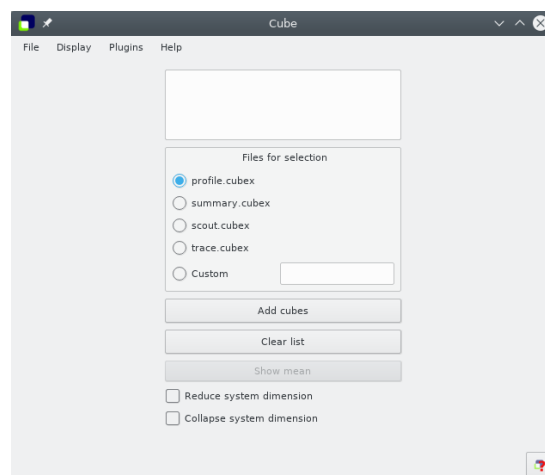 Cube
File Display Plugins Help
Files for selection
profile.cubex
summary.cubex
scout.cubex
trace.cubex
Custom
Add cubes
Clear list
Show mean
Reduce system dimension
Collapse system dimension